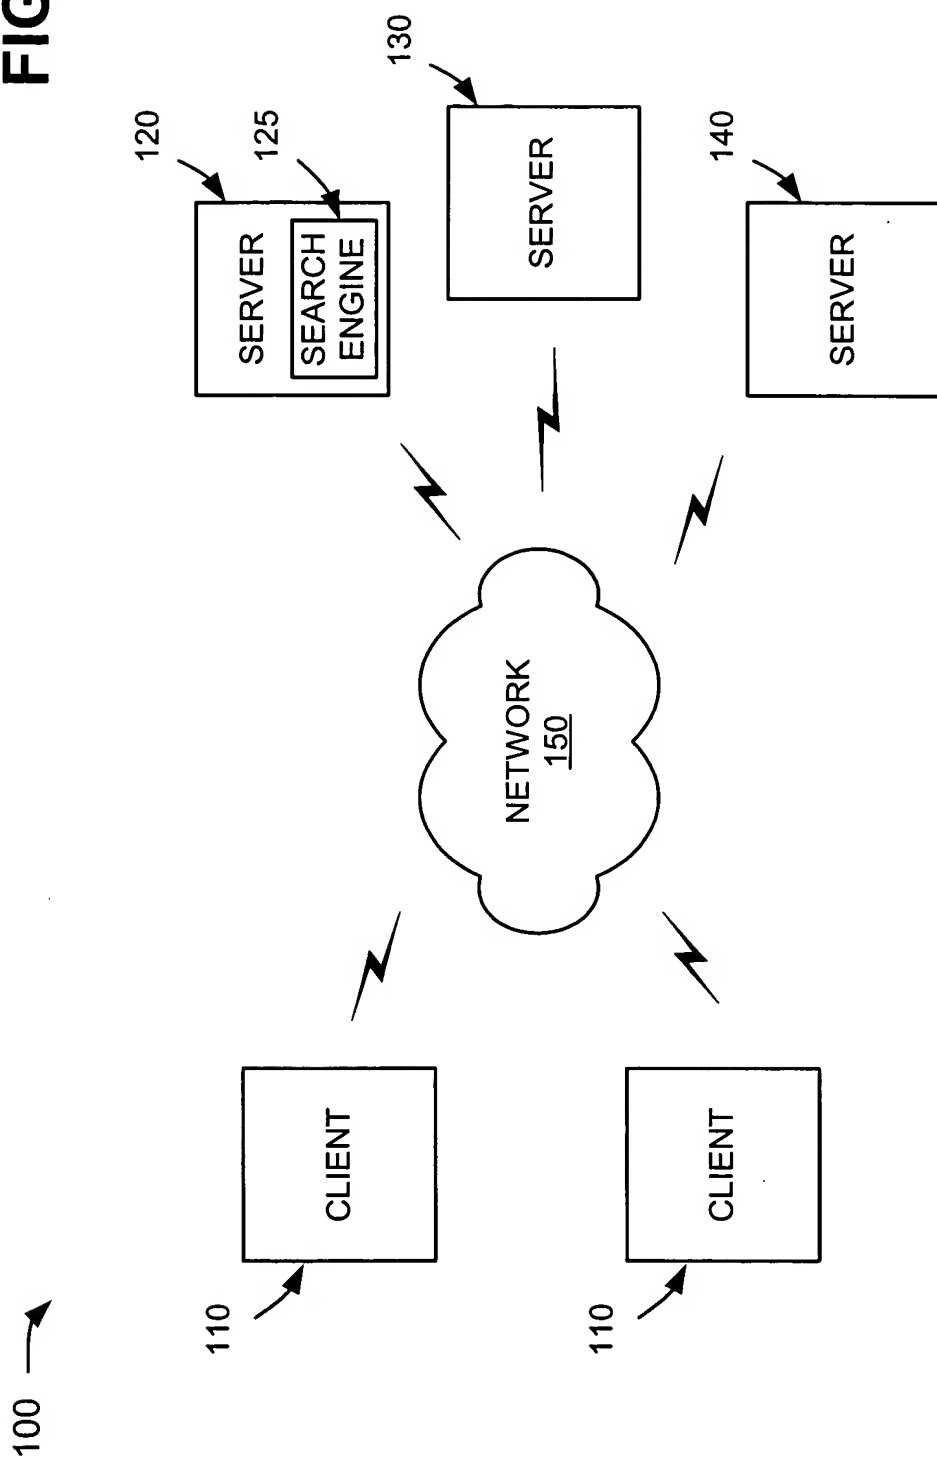 FIG
100
110
CLIENT
110
CLIENT
NETWORK
150
120
SERVER
125
SEARCH
ENGINE
130
SERVER
140
SERVER